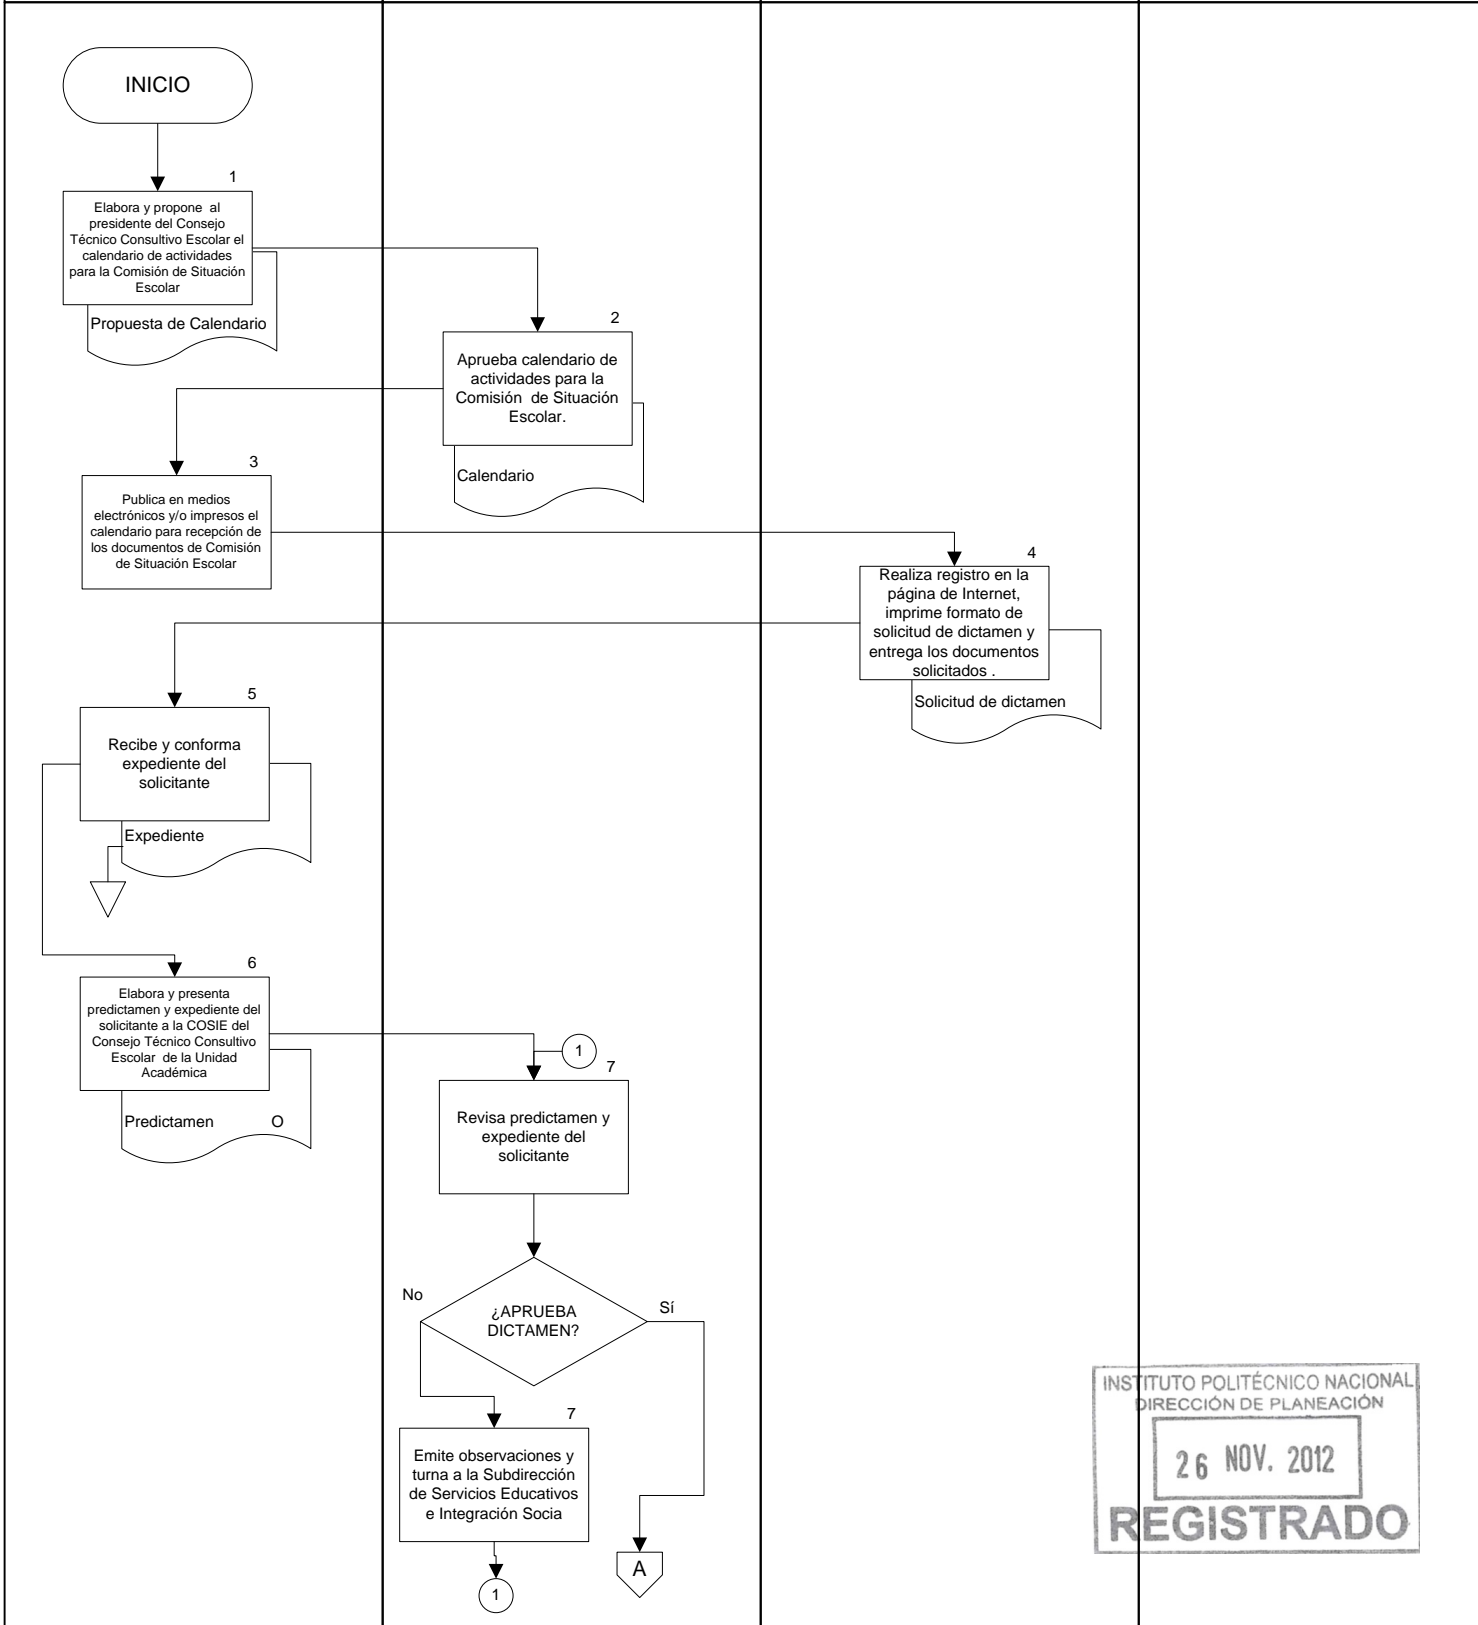 INICIO
1
Elabora y propone al
presidente del Consejo
Técnico Consultivo Escolar el
calendario de actividades
para la Comisión de Situación
Escolar
Propuesta de Calendario
2
Aprueba calendario de
actividades para la
Comisión de Situación
Escolar.
Calendario
3
Publica en medios
electrónicos y/o impresos el
calendario para recepción de
los documentos de Comisión
de Situación Escolar
4
Realiza registro en la
página de Internet,
imprime formato de
solicitud de dictamen y
entrega los documentos
solicitados .
Solicitud de dictamen
5
Recibe y conforma
expediente del
solicitante
Expediente
6
Elabora y presenta
predictamen y expediente del
solicitante a la COSIE del
Consejo Técnico Consultivo
Escolar de la Unidad
Académica
Predictamen O
1
7
Revisa predictamen y
expediente del
solicitante
¿APRUEBA
DICTAMEN?
No
Sí
7
Emite observaciones y
turna a la Subdirección
de Servicios Educativos
e Integración Socia
1
A
INSTITUTO POLITÉCNICO NACIONAL
DIRECCIÓN DE PLANEACIÓN
26 NOV. 2012
REGISTRADO